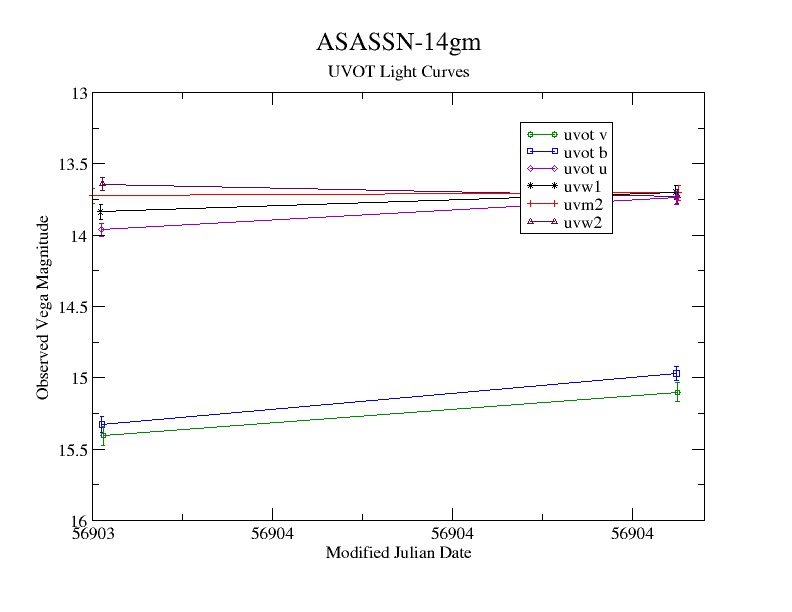 ASASSN-14gm
UVOT Light Curves
13
13.5
14
14.5
15
15.5
16
Observed Vega Magnitude
uvot v
uvot b
uvot u
uvw1
uvm2
uvw2
56903 56904 56904 56904
Modified Julian Date